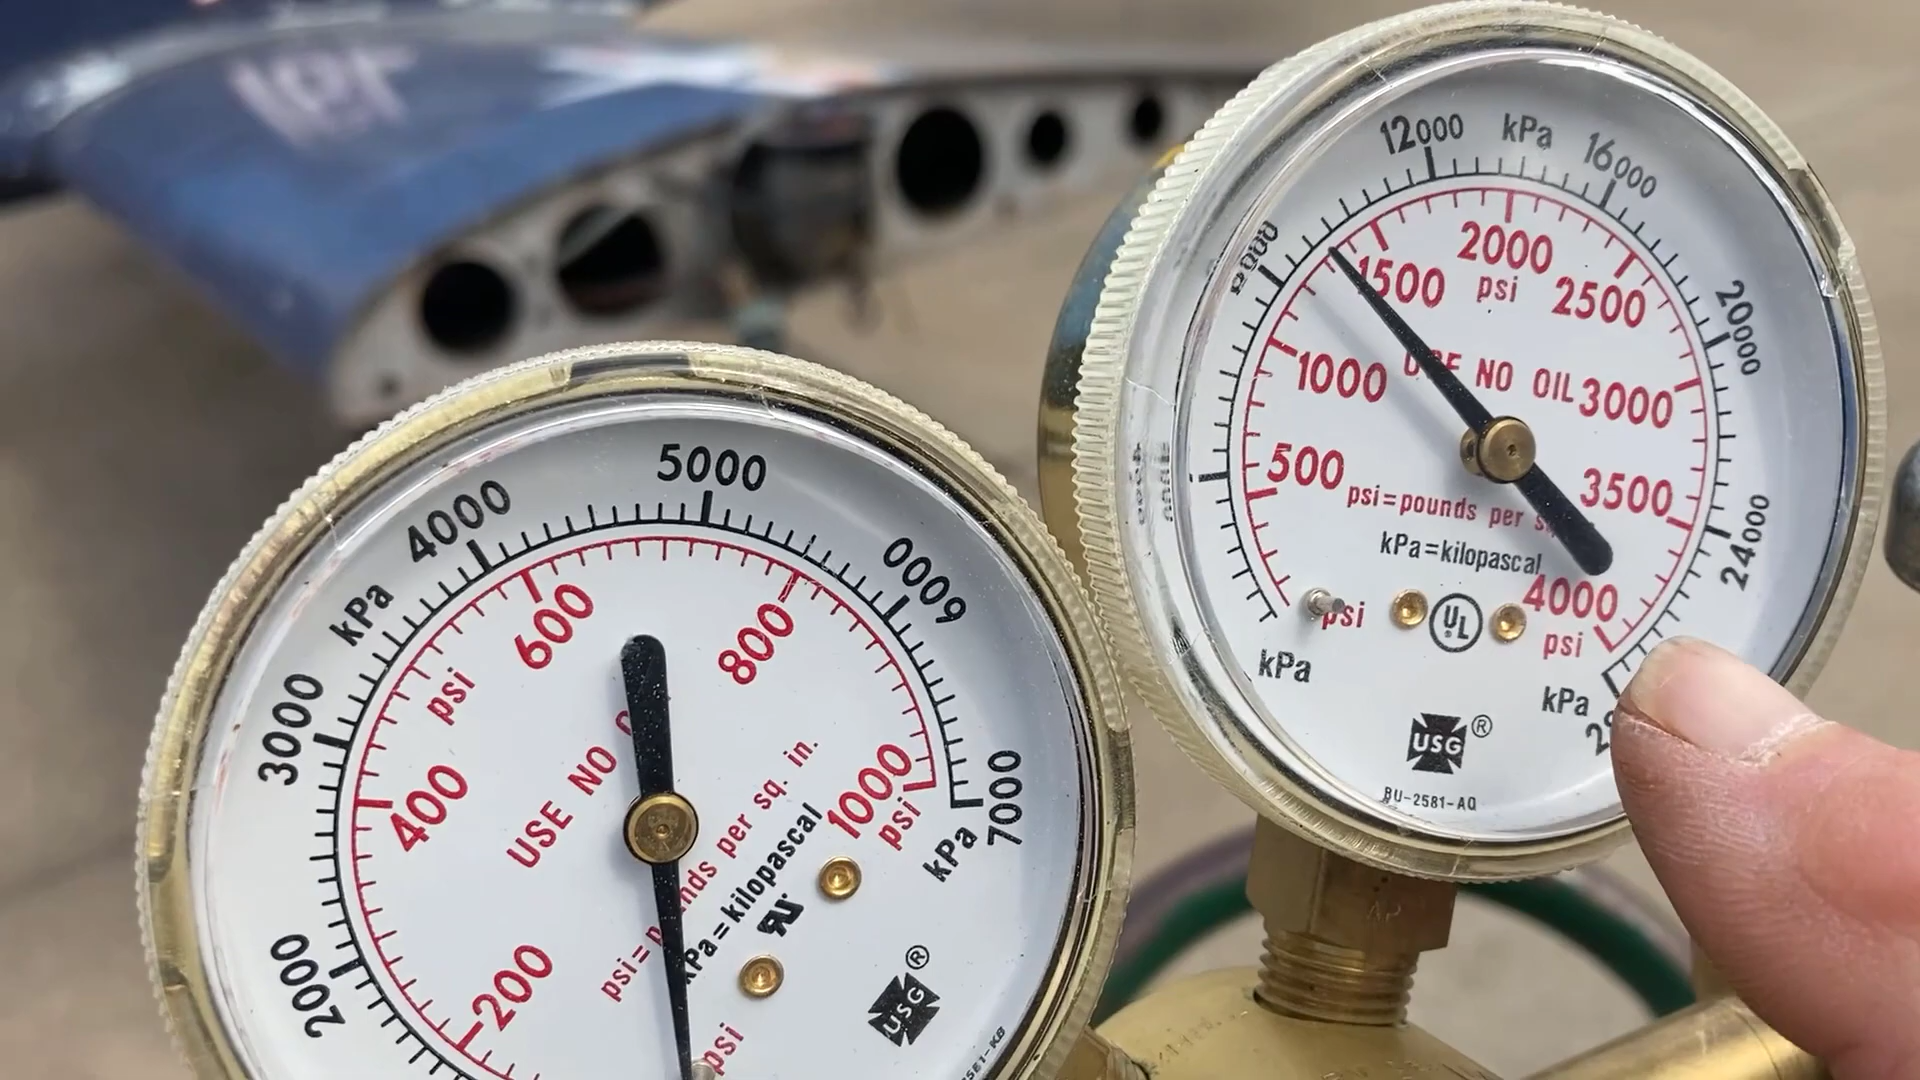 12000 kPa 16000
8000
20000
24000
2000
psi
1500
2500
1000
3000
500
3500
4000
psi
USE NO OIL
psi=pounds per
kPa=kilopascal
psi
UL
kPa
kPa
USG ®
BU-2581-AQ
5000
4000
6000
kPa
3000
7000
kPa
2000
600
800
psi
400
1000
psi
200
USE NO
psi= per sq. in.
kPa=kilopascal
psi
USG ®